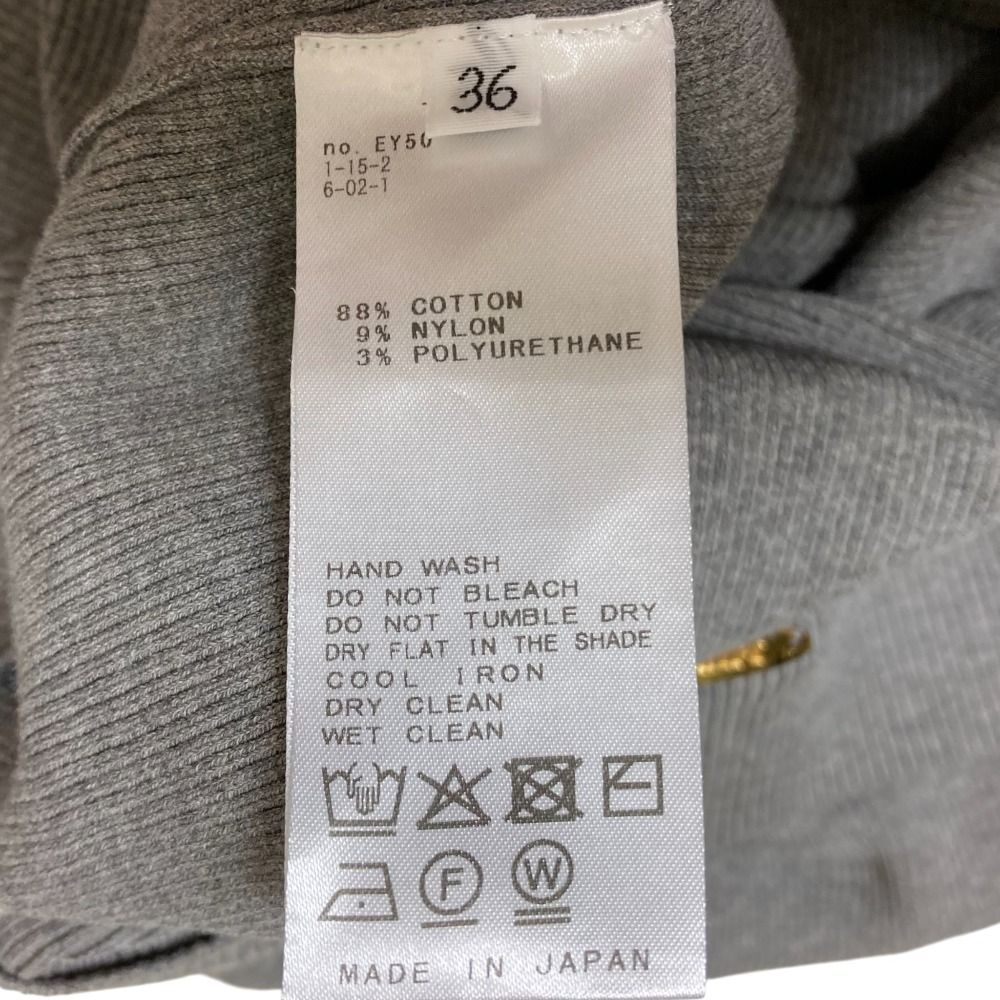 36
no. EY50
1-15-2
6-02-1
88% COTTON
9% NYLON
3% POLYURETHANE
HAND WASH
DO NOT BLEACH
DO NOT TUMBLE DRY
DRY FLAT IN THE SHADE
COOL IRON
DRY CLEAN
WET CLEAN
F W
MADE IN JAPAN